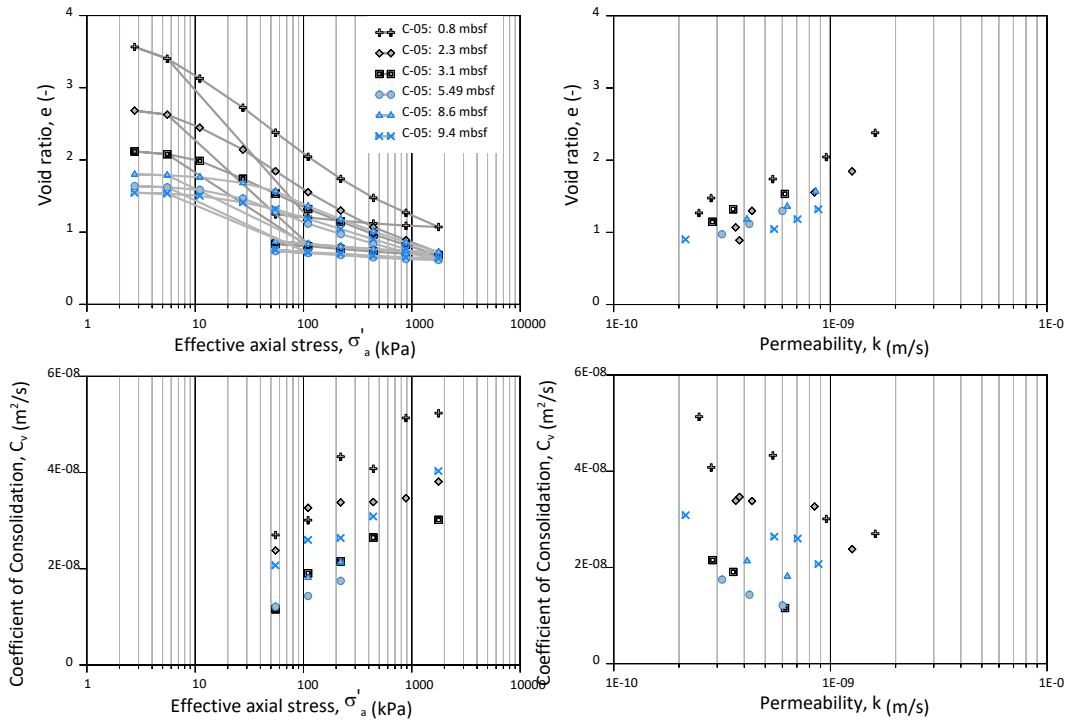 4
3
2
1
0
Void ratio, e (-)
C-05: 0.8 mbsf
C-05: 2.3 mbsf
C-05: 3.1 mbsf
C-05: 5.49 mbsf
C-05: 8.6 mbsf
C-05: 9.4 mbsf
1 10 100 1000 10000
Effective axial stress, σ'a (kPa)
4
3
2
1
0
Void ratio, e (-)
1E-10 1E-09 1E-0
Permeability, k (m/s)
6E-08
4E-08
2E-08
0
Coefficient of Consolidation, Cv (m²/s)
1 10 100 1000 10000
Effective axial stress, σ'a (kPa)
6E-08
4E-08
2E-08
0
Coefficient of Consolidation, Cv (m²/s)
1E-10 1E-09 1E-0
Permeability, k (m/s)